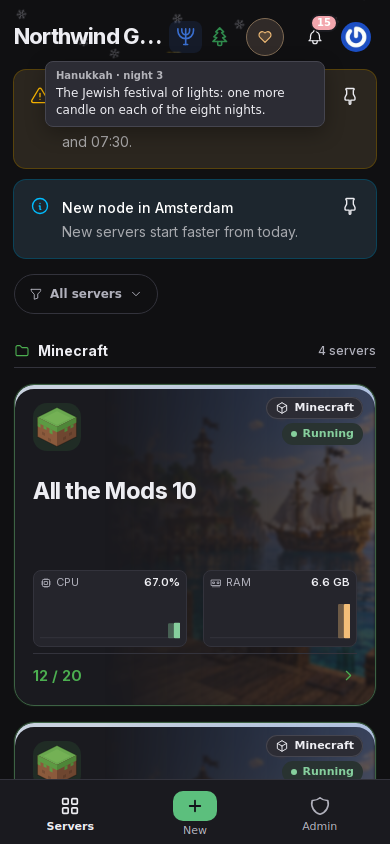 Northwind G…
15
Hanukkah · night 3
The Jewish festival of lights: one more
candle on each of the eight nights.
and 07:30.
New node in Amsterdam
New servers start faster from today.
All servers
Minecraft
4 servers
Minecraft
Running
All the Mods 10
CPU
67.0%
RAM
6.6 GB
12 / 20
Minecraft
Running
Servers
New
Admin